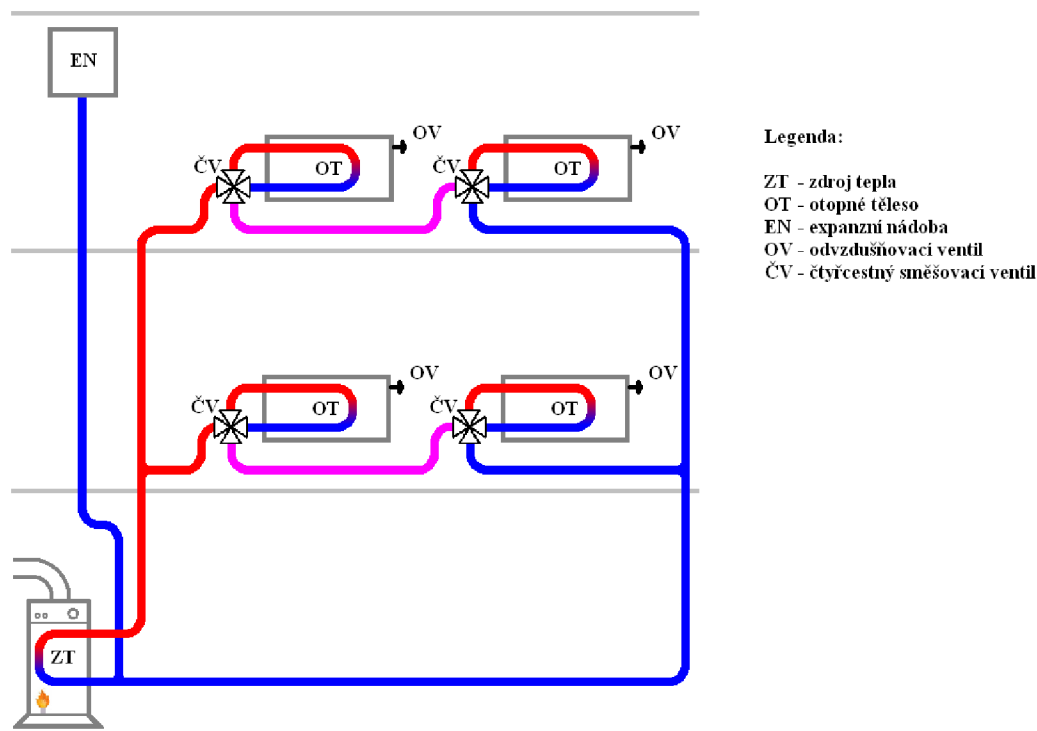 EN
OV
OV
ČV
OT
ČV
OT
Legenda:
ZT - zdroj tepla
OT - otopné těleso
EN - expanzní nádoba
OV - odvzdušňovací ventil
ČV - čtyřcestný směšovací ventil
OV
OV
ČV
OT
ČV
OT
ZT